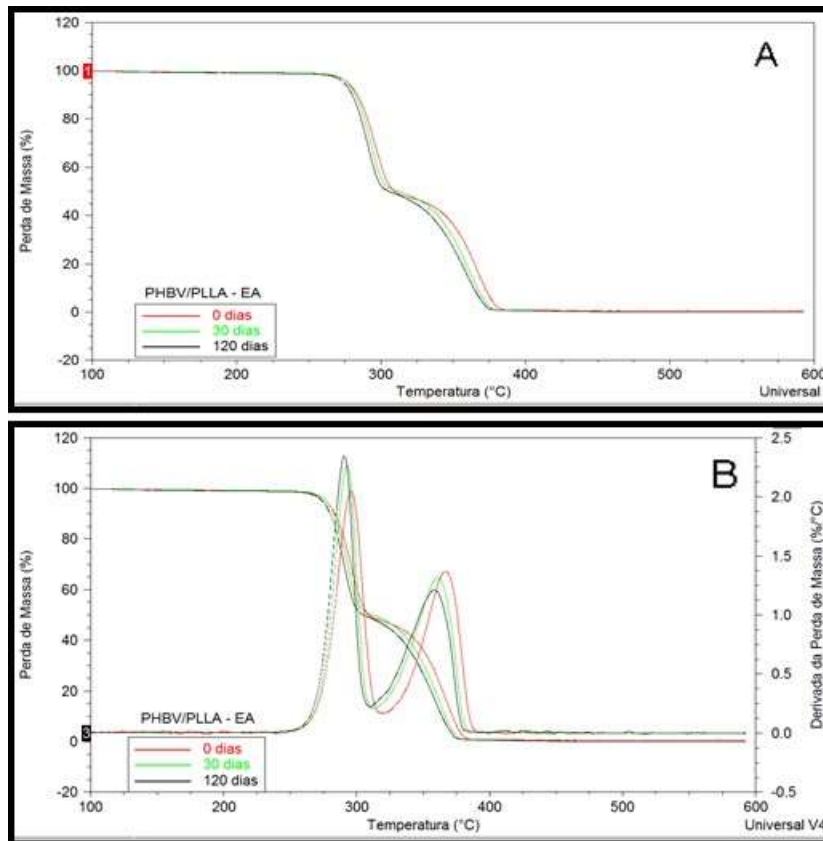 A
120
100
80
60
40
20
0
-20
Perda de Massa (%)
1
PHBV/PLLA - EA
0 dias
30 dias
120 dias
100
200
300
400
500
600
Temperatura (°C)
Universal
B
120
100
80
60
40
20
0
-20
Perda de Massa (%)
3
PHBV/PLLA - EA
0 dias
30 dias
120 dias
2.5
2.0
1.5
1.0
0.5
0.0
-0.5
Derivada da Perda de Massa (%/°C)
100
200
300
400
500
600
Temperatura (°C)
Universal V4